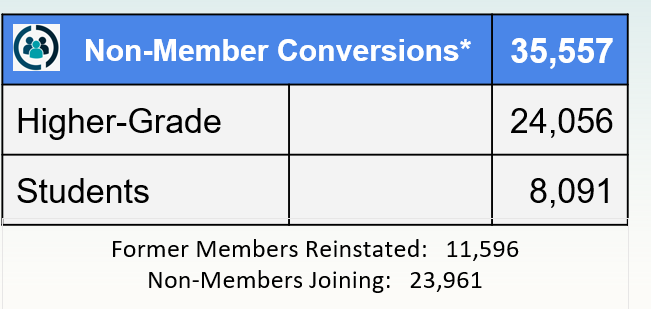 Non-Member Conversions* 35,557
Higher-Grade 24,056
Students 8,091
Former Members Reinstated: 11,596
Non-Members Joining: 23,961